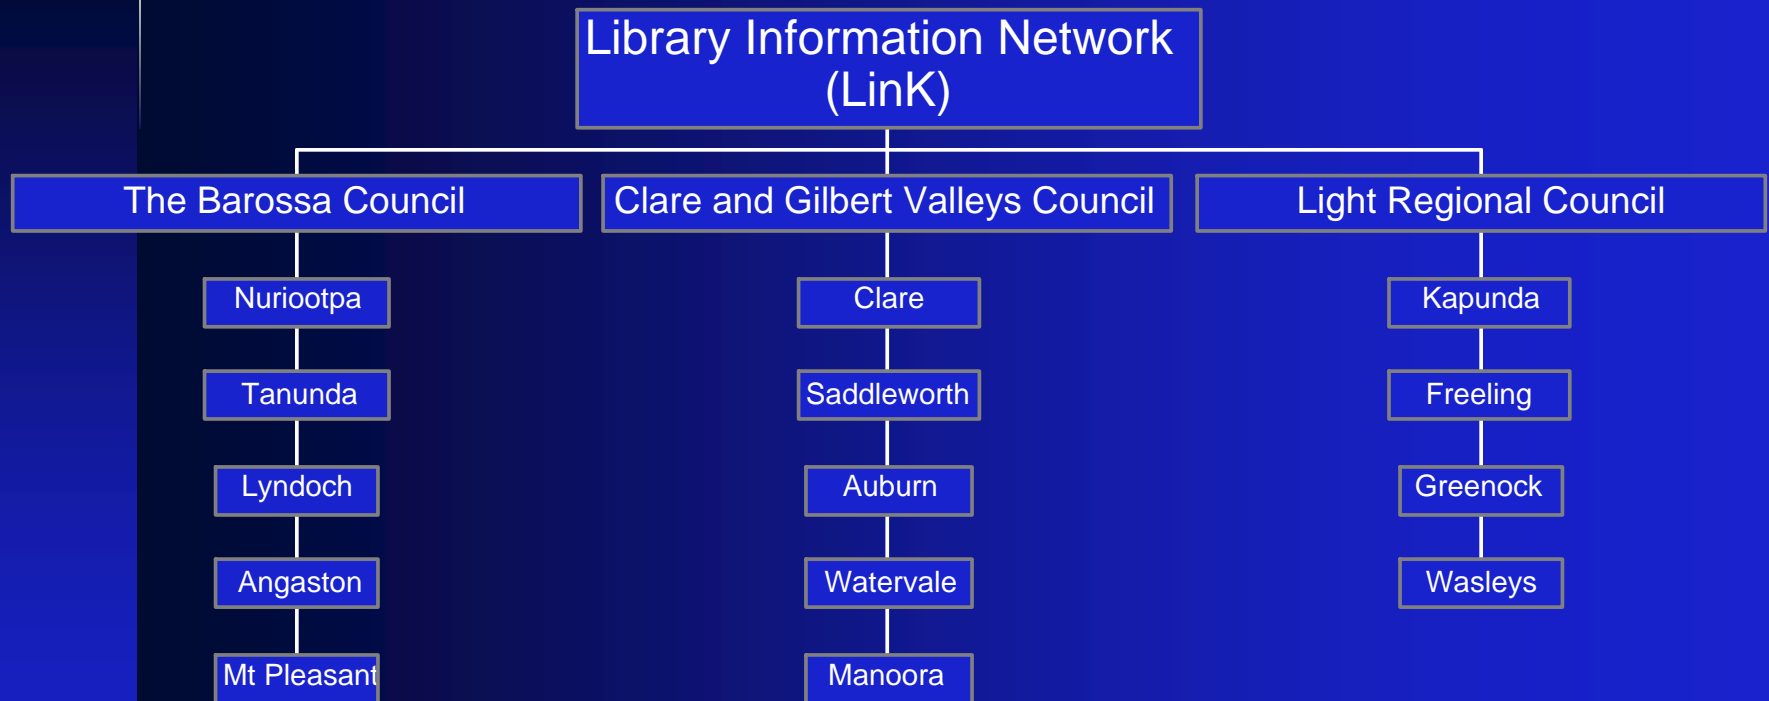 Library Information Network
(LinK)
The Barossa Council
Clare and Gilbert Valleys Council
Light Regional Council
Nuriootpa
Clare
Kapunda
Tanunda
Saddleworth
Freeling
Lyndoch
Auburn
Greenock
Angaston
Watervale
Wasleys
Mt Pleasant
Manoora